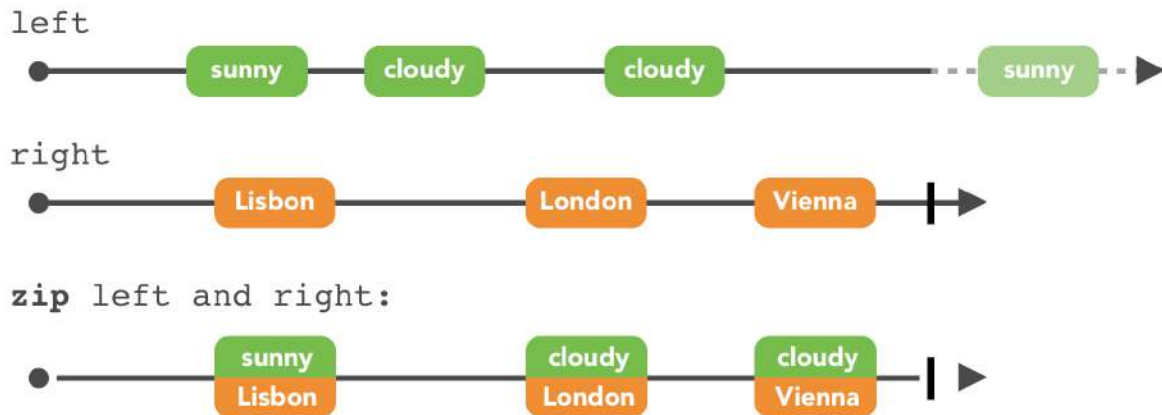 left
sunny cloudy cloudy sunny
right
Lisbon London Vienna
zip left and right:
sunny cloudy cloudy
Lisbon London Vienna